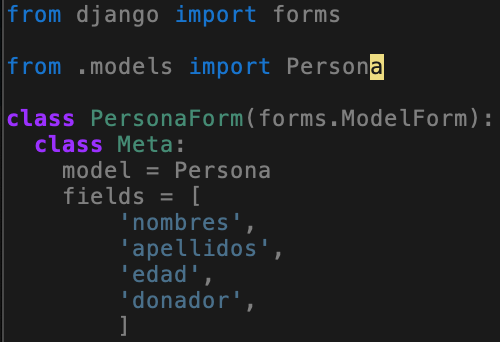 from django import forms
from .models import Persona
class PersonaForm(forms.ModelForm):
  class Meta:
    model = Persona
    fields = [
        'nombres',
        'apellidos',
        'edad',
        'donador',
        ]